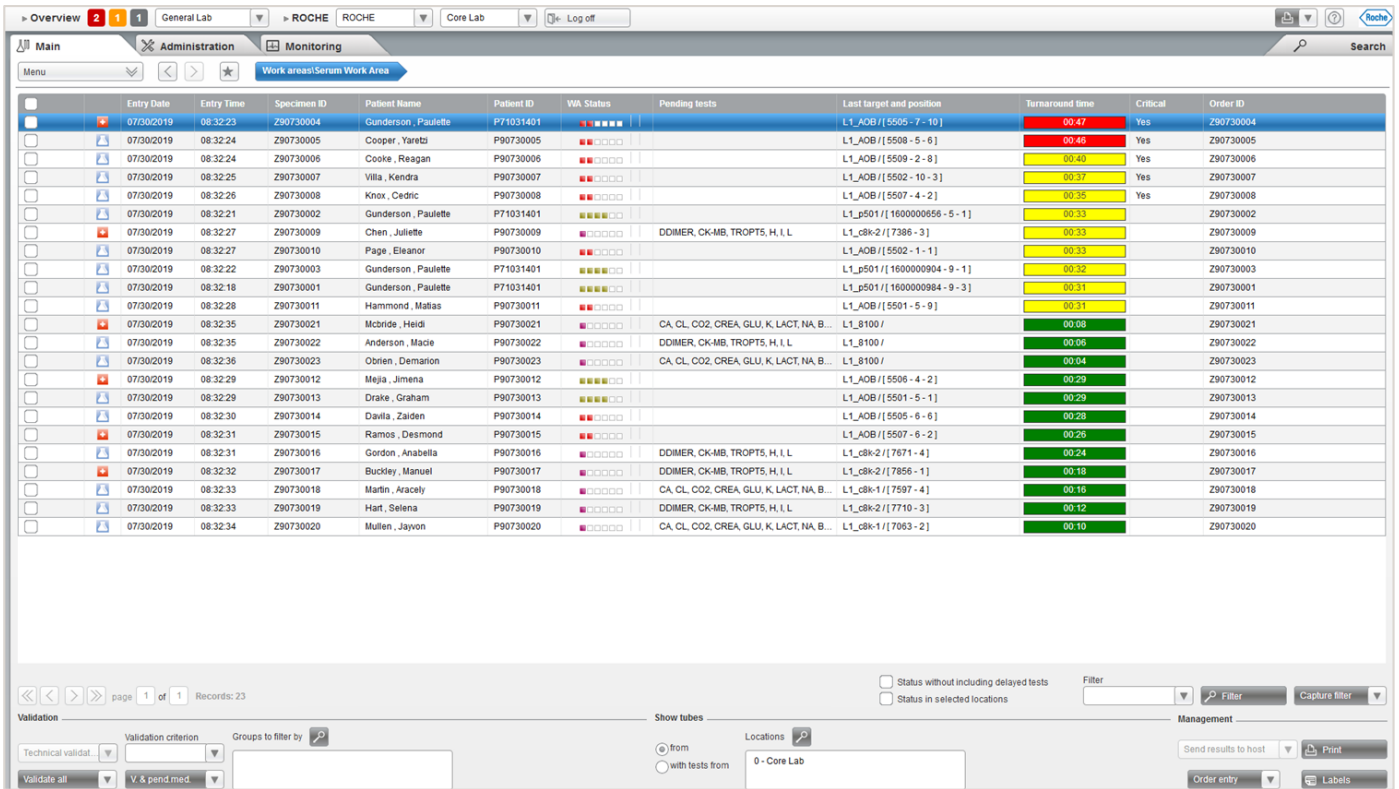 Overview 2 1 1 General Lab ROCHE ROCHE Core Lab Log off ? Roche
Main Administration Monitoring Search
Menu Work areas\Serum Work Area
Entry Date Entry Time Specimen ID Patient Name Patient ID WA Status Pending tests Last target and position Turnaround time Critical Order ID
07/30/2019 08:32:23 Z90730004 Gunderson , Paulette P71031401 L1_AOB / [ 5505 - 7 - 10 ] 00:47 Yes Z90730004
07/30/2019 08:32:24 Z90730005 Cooper , Yaretzi P90730005 L1_AOB / [ 5508 - 5 - 6 ] 00:46 Yes Z90730005
07/30/2019 08:32:24 Z90730006 Cooke , Reagan P90730006 L1_AOB / [ 5509 - 2 - 8 ] 00:40 Yes Z90730006
07/30/2019 08:32:25 Z90730007 Villa , Kendra P90730007 L1_AOB / [ 5502 - 10 - 3 ] 00:37 Yes Z90730007
07/30/2019 08:32:26 Z90730008 Knox , Cedric P90730008 L1_AOB / [ 5507 - 4 - 2 ] 00:35 Yes Z90730008
07/30/2019 08:32:21 Z90730002 Gunderson , Paulette P71031401 L1_p501 / [ 1600000656 - 5 - 1 ] 00:33 Z90730002
07/30/2019 08:32:27 Z90730009 Chen , Juliette P90730009 DDIMER, CK-MB, TROPT5, H, I, L L1_c8k-2 / [ 7386 - 3 ] 00:33 Z90730009
07/30/2019 08:32:27 Z90730010 Page , Eleanor P90730010 L1_AOB / [ 5502 - 1 - 1 ] 00:33 Z90730010
07/30/2019 08:32:22 Z90730003 Gunderson , Paulette P71031401 L1_p501 / [ 1600000904 - 9 - 1 ] 00:32 Z90730003
07/30/2019 08:32:18 Z90730001 Gunderson , Paulette P71031401 L1_p501 / [ 1600000984 - 9 - 3 ] 00:31 Z90730001
07/30/2019 08:32:28 Z90730011 Hammond , Matias P90730011 L1_AOB / [ 5501 - 5 - 9 ] 00:31 Z90730011
07/30/2019 08:32:35 Z90730021 Mcbride , Heidi P90730021 CA, CL, CO2, CREA, GLU, K, LACT, NA, B... L1_8100 / 00:08 Z90730021
07/30/2019 08:32:35 Z90730022 Anderson , Macie P90730022 DDIMER, CK-MB, TROPT5, H, I, L L1_8100 / 00:06 Z90730022
07/30/2019 08:32:36 Z90730023 Obrien , Demarion P90730023 CA, CL, CO2, CREA, GLU, K, LACT, NA, B... L1_8100 / 00:04 Z90730023
07/30/2019 08:32:29 Z90730012 Mejia , Jimena P90730012 L1_AOB / [ 5506 - 4 - 2 ] 00:29 Z90730012
07/30/2019 08:32:29 Z90730013 Drake , Graham P90730013 L1_AOB / [ 5501 - 5 - 1 ] 00:29 Z90730013
07/30/2019 08:32:30 Z90730014 Davila , Zaiden P90730014 L1_AOB / [ 5505 - 6 - 6 ] 00:28 Z90730014
07/30/2019 08:32:31 Z90730015 Ramos , Desmond P90730015 L1_AOB / [ 5507 - 6 - 2 ] 00:26 Z90730015
07/30/2019 08:32:31 Z90730016 Gordon , Anabella P90730016 DDIMER, CK-MB, TROPT5, H, I, L L1_c8k-2 / [ 7671 - 4 ] 00:24 Z90730016
07/30/2019 08:32:32 Z90730017 Buckley , Manuel P90730017 DDIMER, CK-MB, TROPT5, H, I, L L1_c8k-2 / [ 7856 - 1 ] 00:18 Z90730017
07/30/2019 08:32:33 Z90730018 Martin , Aracely P90730018 CA, CL, CO2, CREA, GLU, K, LACT, NA, B... L1_c8k-1 / [ 7597 - 4 ] 00:16 Z90730018
07/30/2019 08:32:33 Z90730019 Hart , Selena P90730019 DDIMER, CK-MB, TROPT5, H, I, L L1_c8k-2 / [ 7710 - 3 ] 00:12 Z90730019
07/30/2019 08:32:34 Z90730020 Mullen , Jayvon P90730020 CA, CL, CO2, CREA, GLU, K, LACT, NA, B... L1_c8k-1 / [ 7063 - 2 ] 00:10 Z90730020
Status without including delayed tests Filter
page 1 of 1 Records: 23 Status in selected locations Filter Capture filter
Validation Show tubes Management
Validation criterion Groups to filter by Locations
Technical validat... from Send results to host Print
with tests from 0 - Core Lab
Validate all V. & pend.med. Order entry Labels